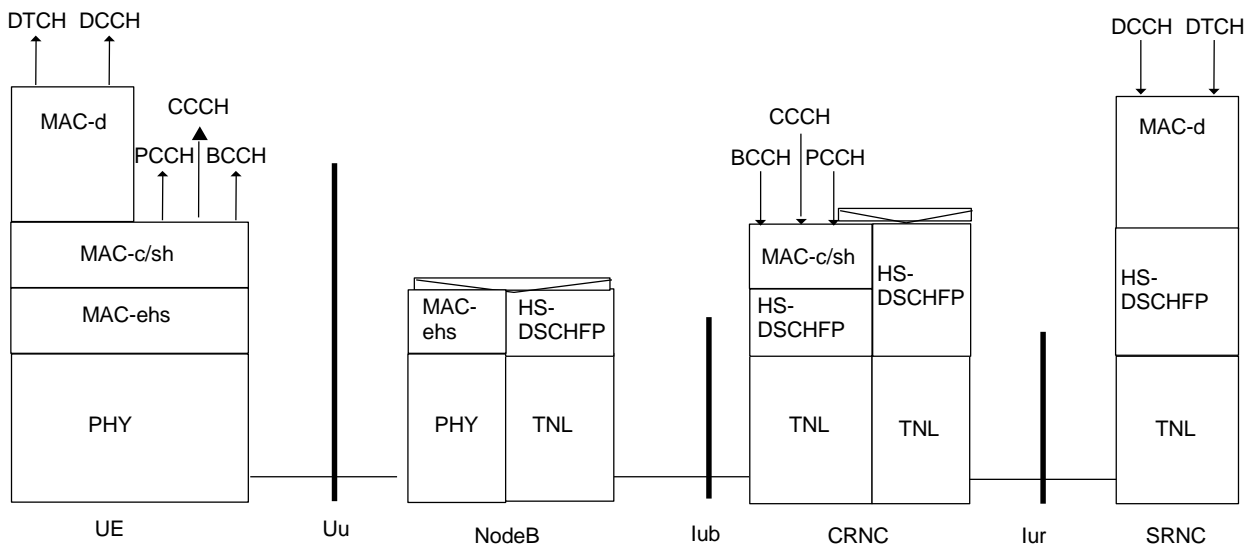 DTCH DCCH
MAC-d
CCCH
PCCH BCCH
MAC-c/sh
MAC-ehs
PHY
UE
Uu
MAC-
ehs
HS-
DSCHFP
PHY
TNL
NodeB
Iub
CCCH
BCCH PCCH
MAC-c/sh
HS-
DSCHFP
HS-
DSCHFP
TNL
TNL
CRNC
Iur
DCCH DTCH
MAC-d
HS-
DSCHFP
TNL
SRNC